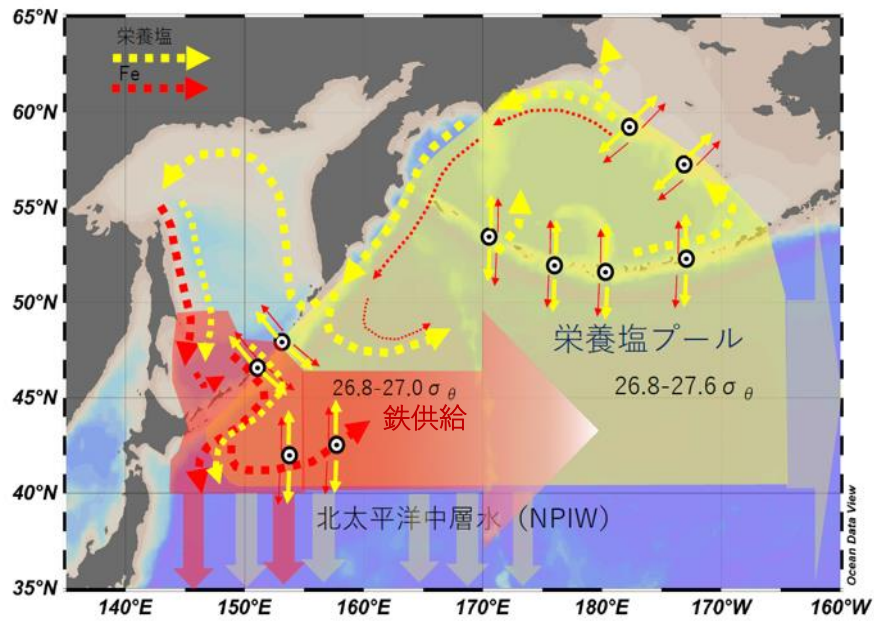 65°N
栄養塩
Fe
60°N
55°N
50°N
栄養塩プール
26.8-27.0 σ θ
26.8-27.6 σ θ
45°N
鉄供給
40°N
北太平洋中層水（NPIW）
35°N
Ocean Data View
140°E
150°E
160°E
170°E
180°E
170°W
160°W